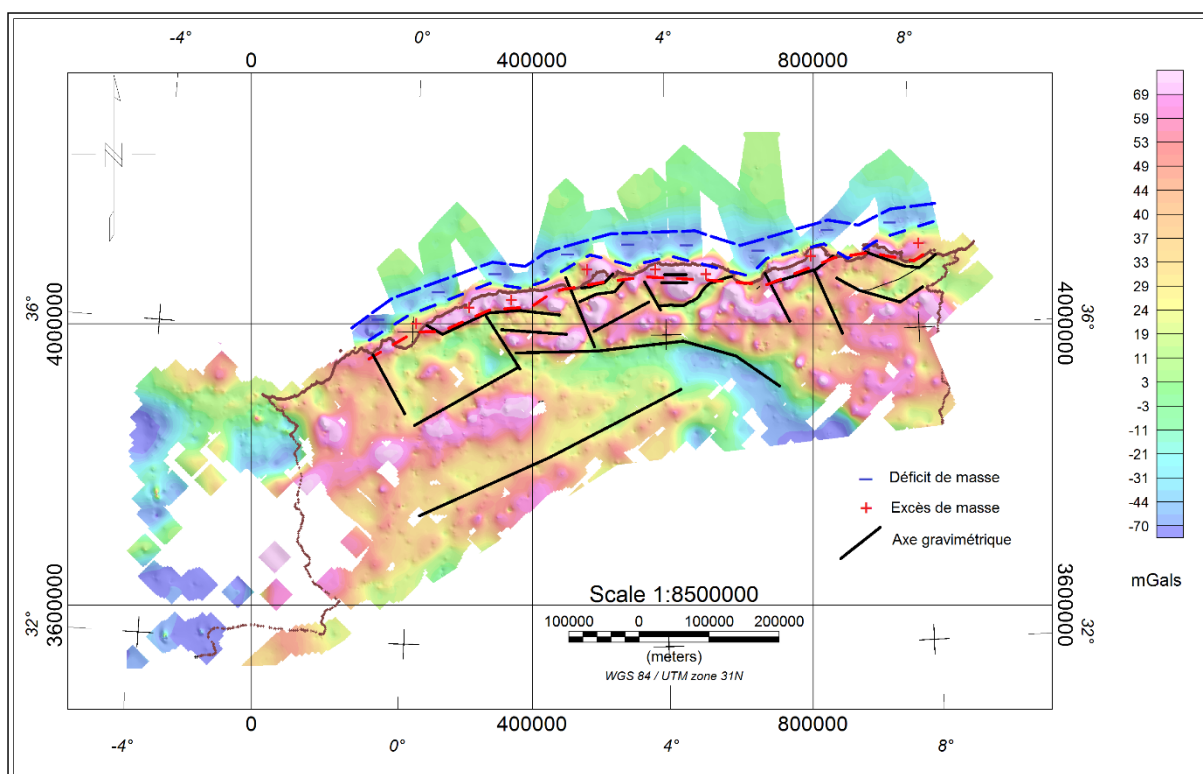 -4° 0° 4° 8°
0 400000 800000
69
59
53
49
44
40
37
33
29
24
19
11
3
-3
-11
-21
-31
-44
-70
mGals
36° 4000000
4000000 36°
32° 3600000
3600000 32°
N
− Déficit de masse
+ Excès de masse
Axe gravimétrique
Scale 1:8500000
100000 0 100000 200000
(meters)
WGS 84 / UTM zone 31N
0 400000 800000
-4° 0° 4° 8°